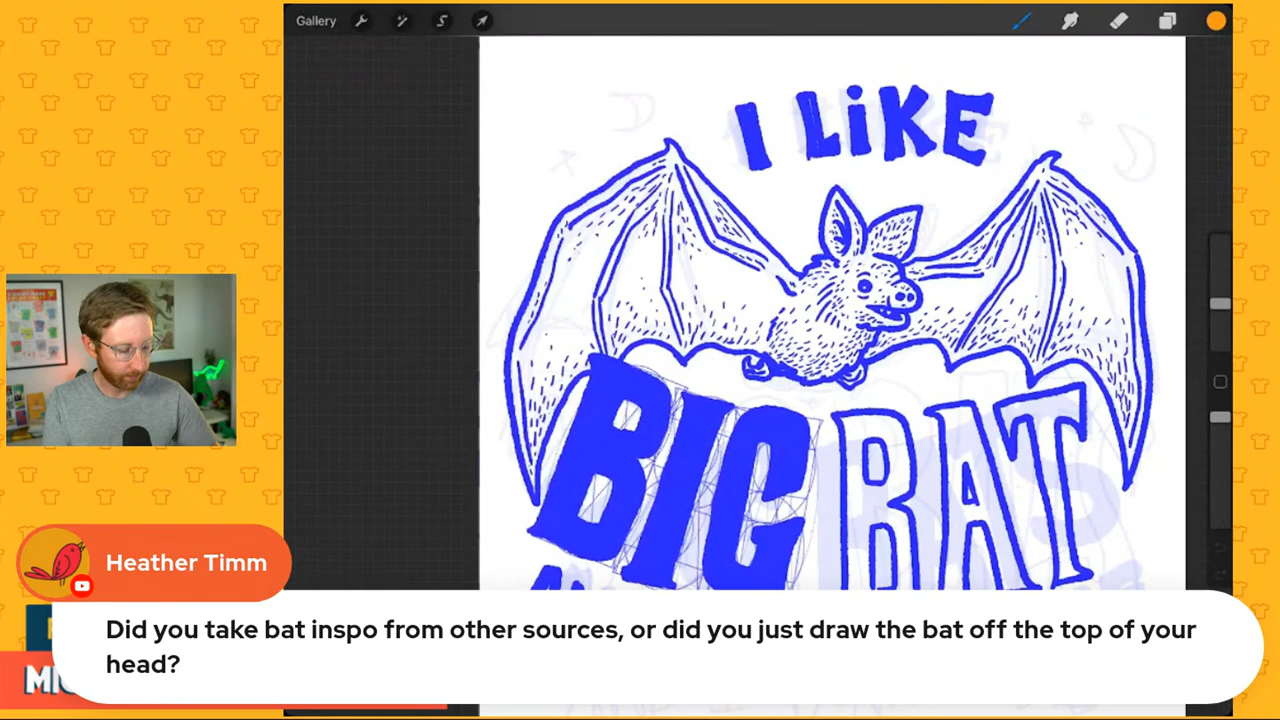 Gallery
I LiKE
BIG BAT
Heather Timm
Did you take bat inspo from other sources, or did you just draw the bat off the top of your
head?